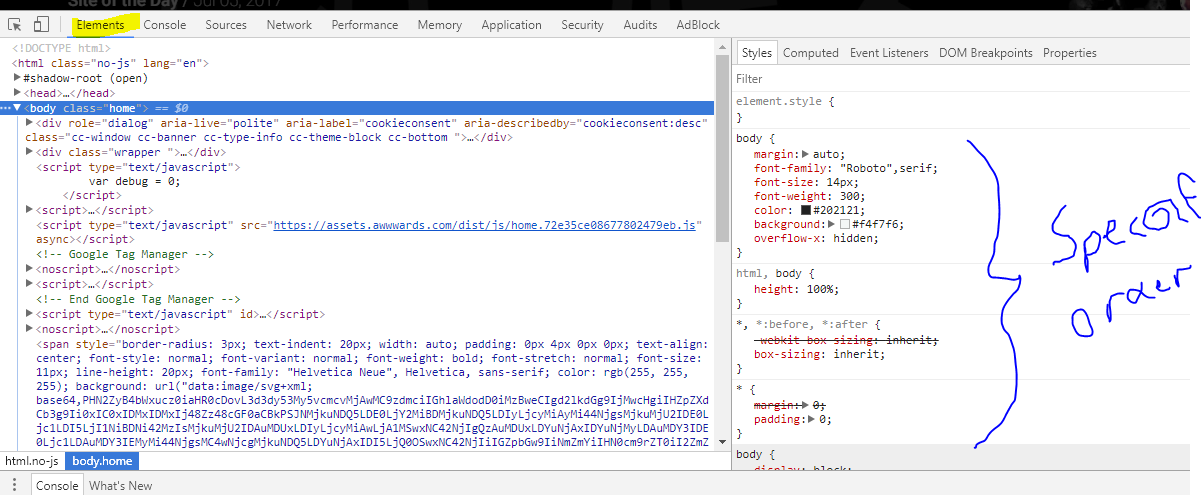 Site of the Day / Jul 05, 2017
Elements Console Sources Network Performance Memory Application Security Audits AdBlock
<!DOCTYPE html>
<html class="no-js" lang="en">
#shadow-root (open)
<head>…</head>
<body class="home"> == $0
<div role="dialog" aria-live="polite" aria-label="cookieconsent" aria-describedby="cookieconsent:desc"
class="cc-window cc-banner cc-type-info cc-theme-block cc-bottom ">…</div>
<div class="wrapper ">…</div>
<script type="text/javascript">
var debug = 0;
</script>
<script>…</script>
<script type="text/javascript" src="https://assets.awwwards.com/dist/js/home.72e35ce08677802479eb.js"
async></script>
<!-- Google Tag Manager -->
<noscript>…</noscript>
<script>…</script>
<!-- End Google Tag Manager -->
<script type="text/javascript" id>…</script>
<noscript>…</noscript>
<span style="border-radius: 3px; text-indent: 20px; width: auto; padding: 0px 4px 0px 0px; text-align:
center; font-style: normal; font-variant: normal; font-weight: bold; font-stretch: normal; font-size:
11px; line-height: 20px; font-family: "Helvetica Neue", Helvetica, sans-serif; color: rgb(255, 255,
255); background: url("data:image/svg+xml;
html.no-js body.home
Console What's New
Styles Computed Event Listeners DOM Breakpoints Properties
Filter
element.style {
}
body {
margin: auto;
font-family: "Roboto",serif;
font-size: 14px;
font-weight: 300;
color: #202121;
background: #f4f7f6;
overflow-x: hidden;
}
html, body {
height: 100%;
}
*, *:before, *:after {
-webkit-box-sizing: inherit;
box-sizing: inherit;
}
* {
margin: 0;
padding: 0;
}
body {
display: block;
order